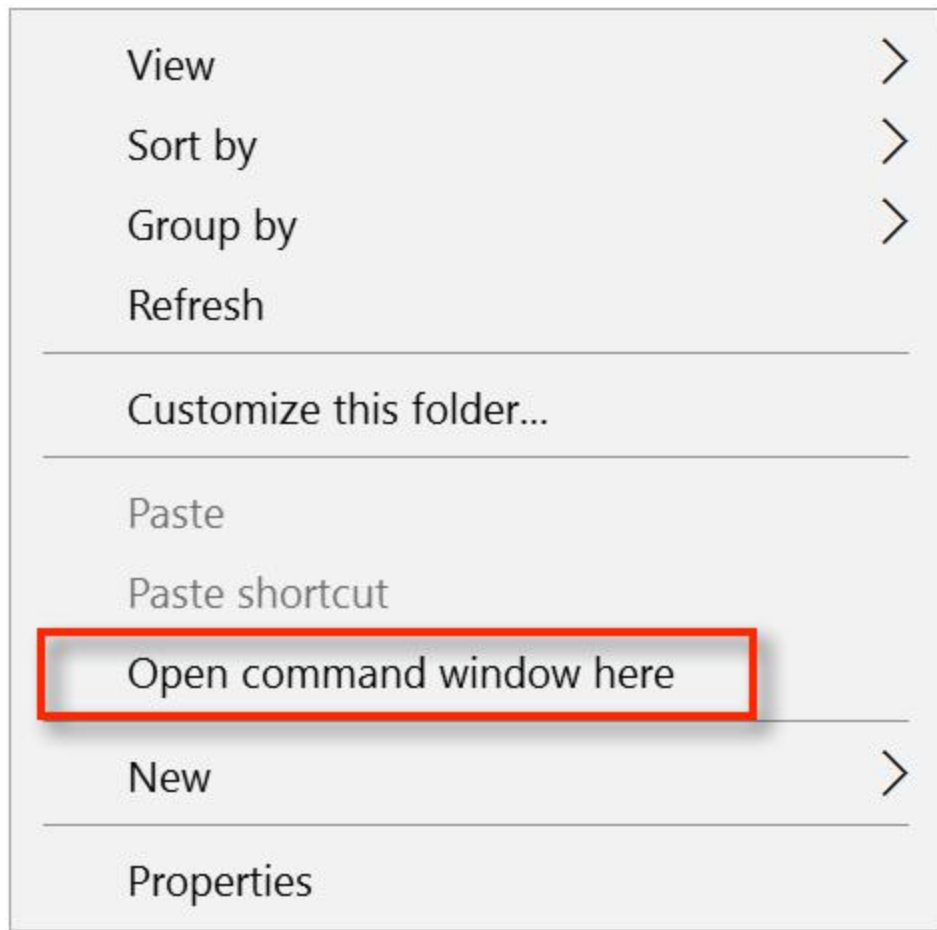 View
Sort by
Group by
Refresh
Customize this folder...
Paste
Paste shortcut
Open command window here
New
Properties